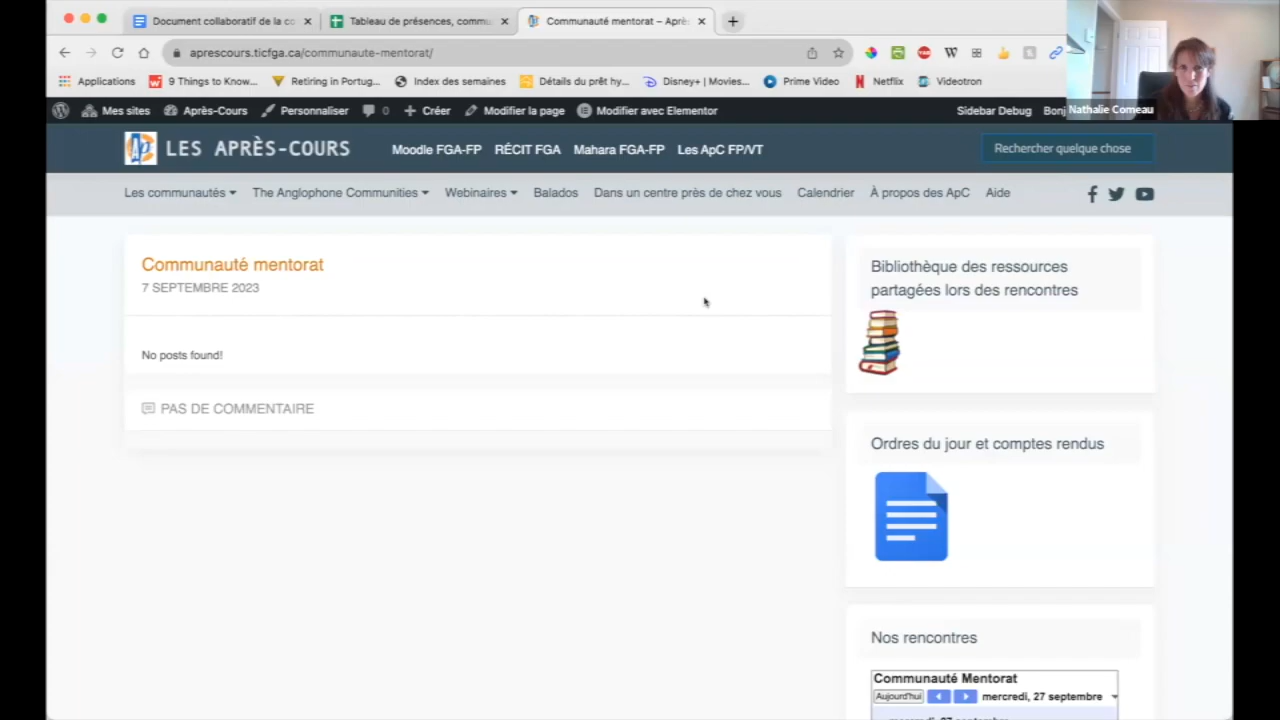 Document collaboratif de la co
Tableau de présences, commu
Communauté mentorat – Aprè
aprescours.ticfga.ca/communaute-mentorat/
Applications
9 Things to Know...
Retiring in Portug...
Index des semaines
Détails du prêt hy...
Disney+ | Movies...
Prime Video
Netflix
Videotron
Mes sites
Après-Cours
Personnaliser
0
Créer
Modifier la page
Modifier avec Elementor
Sidebar Debug
Bonj
Nathalie Comeau
LES APRÈS-COURS
Moodle FGA-FP
RÉCIT FGA
Mahara FGA-FP
Les ApC FP/VT
Rechercher quelque chose
Les communautés
The Anglophone Communities
Webinaires
Balados
Dans un centre près de chez vous
Calendrier
À propos des ApC
Aide
Communauté mentorat
7 SEPTEMBRE 2023
No posts found!
PAS DE COMMENTAIRE
Bibliothèque des ressources
partagées lors des rencontres
Ordres du jour et comptes rendus
Nos rencontres
Communauté Mentorat
Aujourd'hui
mercredi, 27 septembre